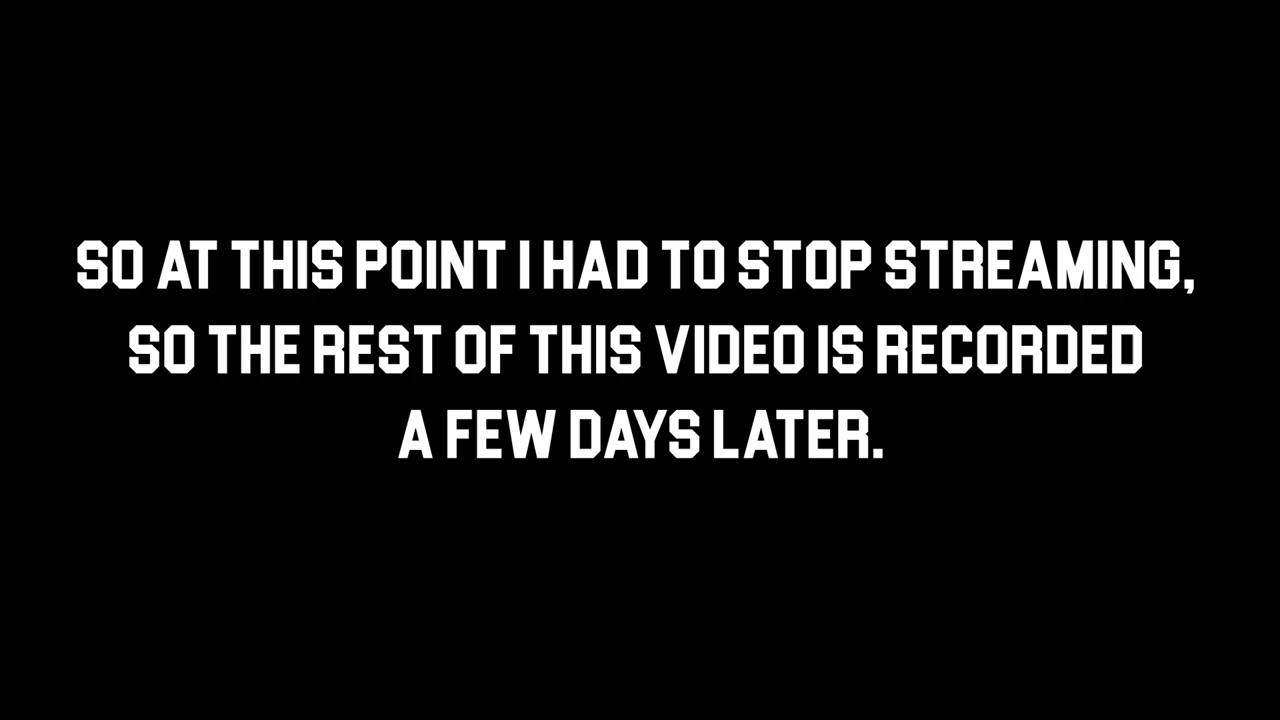 SO AT THIS POINT I HAD TO STOP STREAMING,
SO THE REST OF THIS VIDEO IS RECORDED
A FEW DAYS LATER.